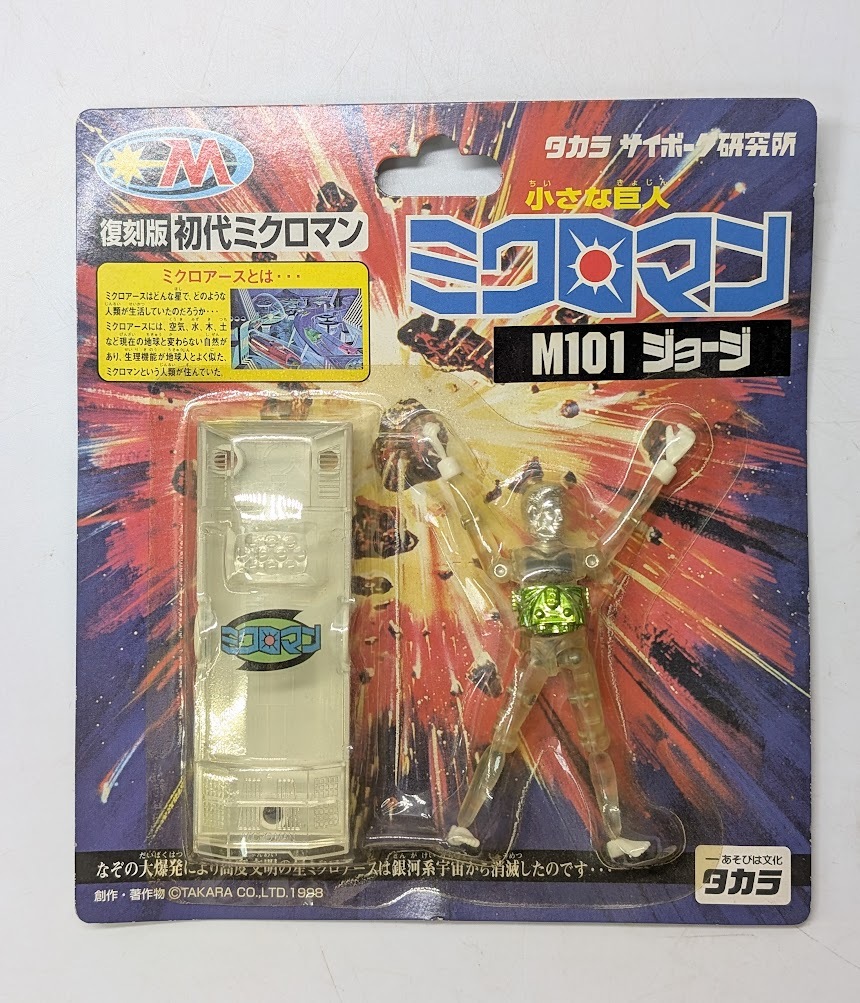 M
タカラ サイボーグ研究所
ちい きょじん
小さな巨人
復刻版 初代ミクロマン
ミクロマン
M101 ジョージ
ミクロアースとは・・・
ミクロアースはどんな星で、どのような
人類が生活していたのだろうか・・・
ミクロアースには、空気、水、木、土
など現在の地球と変わらない自然が
あり、生理機能が地球人とよく似た、
ミクロマンという人類が住んでいた。
ミクロマン
なぞの大爆発により高度文明の星ミクロアースは銀河系宇宙から消滅したのです・・・
創作・著作物 ©TAKARA CO.,LTD.1998
あそびは文化
タカラ